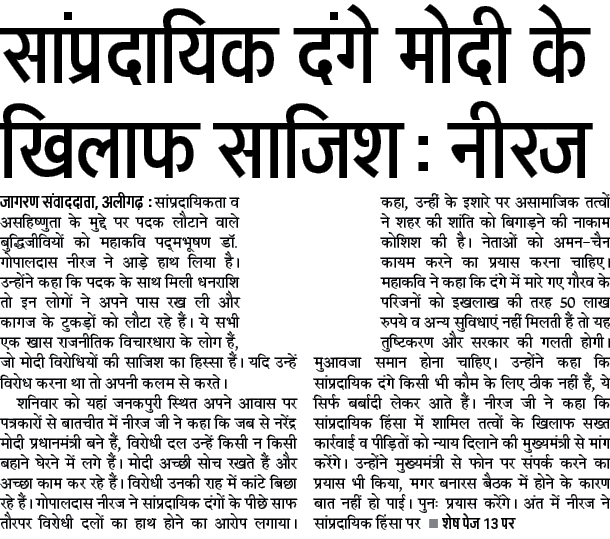 सांप्रदायिक दंगे मोदी के
खिलाफ साजिश : नीरज
जागरण संवाददाता, अलीगढ़ : सांप्रदायिकता व
असहिष्णुता के मुद्दे पर पदक लौटाने वाले
बुद्धिजीवियों को महाकवि पद्मभूषण डॉ.
गोपालदास नीरज ने आड़े हाथ लिया है।
उन्होंने कहा कि पदक के साथ मिली धनराशि
तो इन लोगों ने अपने पास रख ली और
कागज के टुकड़ों को लौटा रहे हैं। ये सभी
एक खास राजनीतिक विचारधारा के लोग हैं,
जो मोदी विरोधियों की साजिश का हिस्सा हैं। यदि उन्हें
विरोध करना था तो अपनी कलम से करते।
शनिवार को यहां जनकपुरी स्थित अपने आवास पर
पत्रकारों से बातचीत में नीरज जी ने कहा कि जब से नरेंद्र
मोदी प्रधानमंत्री बने हैं, विरोधी दल उन्हें किसी न किसी
बहाने घेरने में लगे हैं। मोदी अच्छी सोच रखते हैं और
अच्छा काम कर रहे हैं। विरोधी उनकी राह में कांटे बिछा
रहे हैं। गोपालदास नीरज ने सांप्रदायिक दंगों के पीछे साफ
तौरपर विरोधी दलों का हाथ होने का आरोप लगाया।
कहा, उन्हीं के इशारे पर असामाजिक तत्वों
ने शहर की शांति को बिगाड़ने की नाकाम
कोशिश की है। नेताओं को अमन-चैन
कायम करने का प्रयास करना चाहिए।
महाकवि ने कहा कि दंगे में मारे गए गौरव के
परिजनों को इखलाख की तरह 50 लाख
रुपये व अन्य सुविधाएं नहीं मिलती हैं तो यह
तुष्टिकरण और सरकार की गलती होगी।
मुआवजा समान होना चाहिए। उन्होंने कहा कि
सांप्रदायिक दंगे किसी भी कौम के लिए ठीक नहीं हैं, ये
सिर्फ बर्बादी लेकर आते हैं। नीरज जी ने कहा कि
सांप्रदायिक हिंसा में शामिल तत्वों के खिलाफ सख्त
कार्रवाई व पीड़ितों को न्याय दिलाने की मुख्यमंत्री से मांग
करेंगे। उन्होंने मुख्यमंत्री से फोन पर संपर्क करने का
प्रयास भी किया, मगर बनारस बैठक में होने के कारण
बात नहीं हो पाई। पुनः प्रयास करेंगे। अंत में नीरज ने
सांप्रदायिक हिंसा पर ■ शेष पेज 13 पर